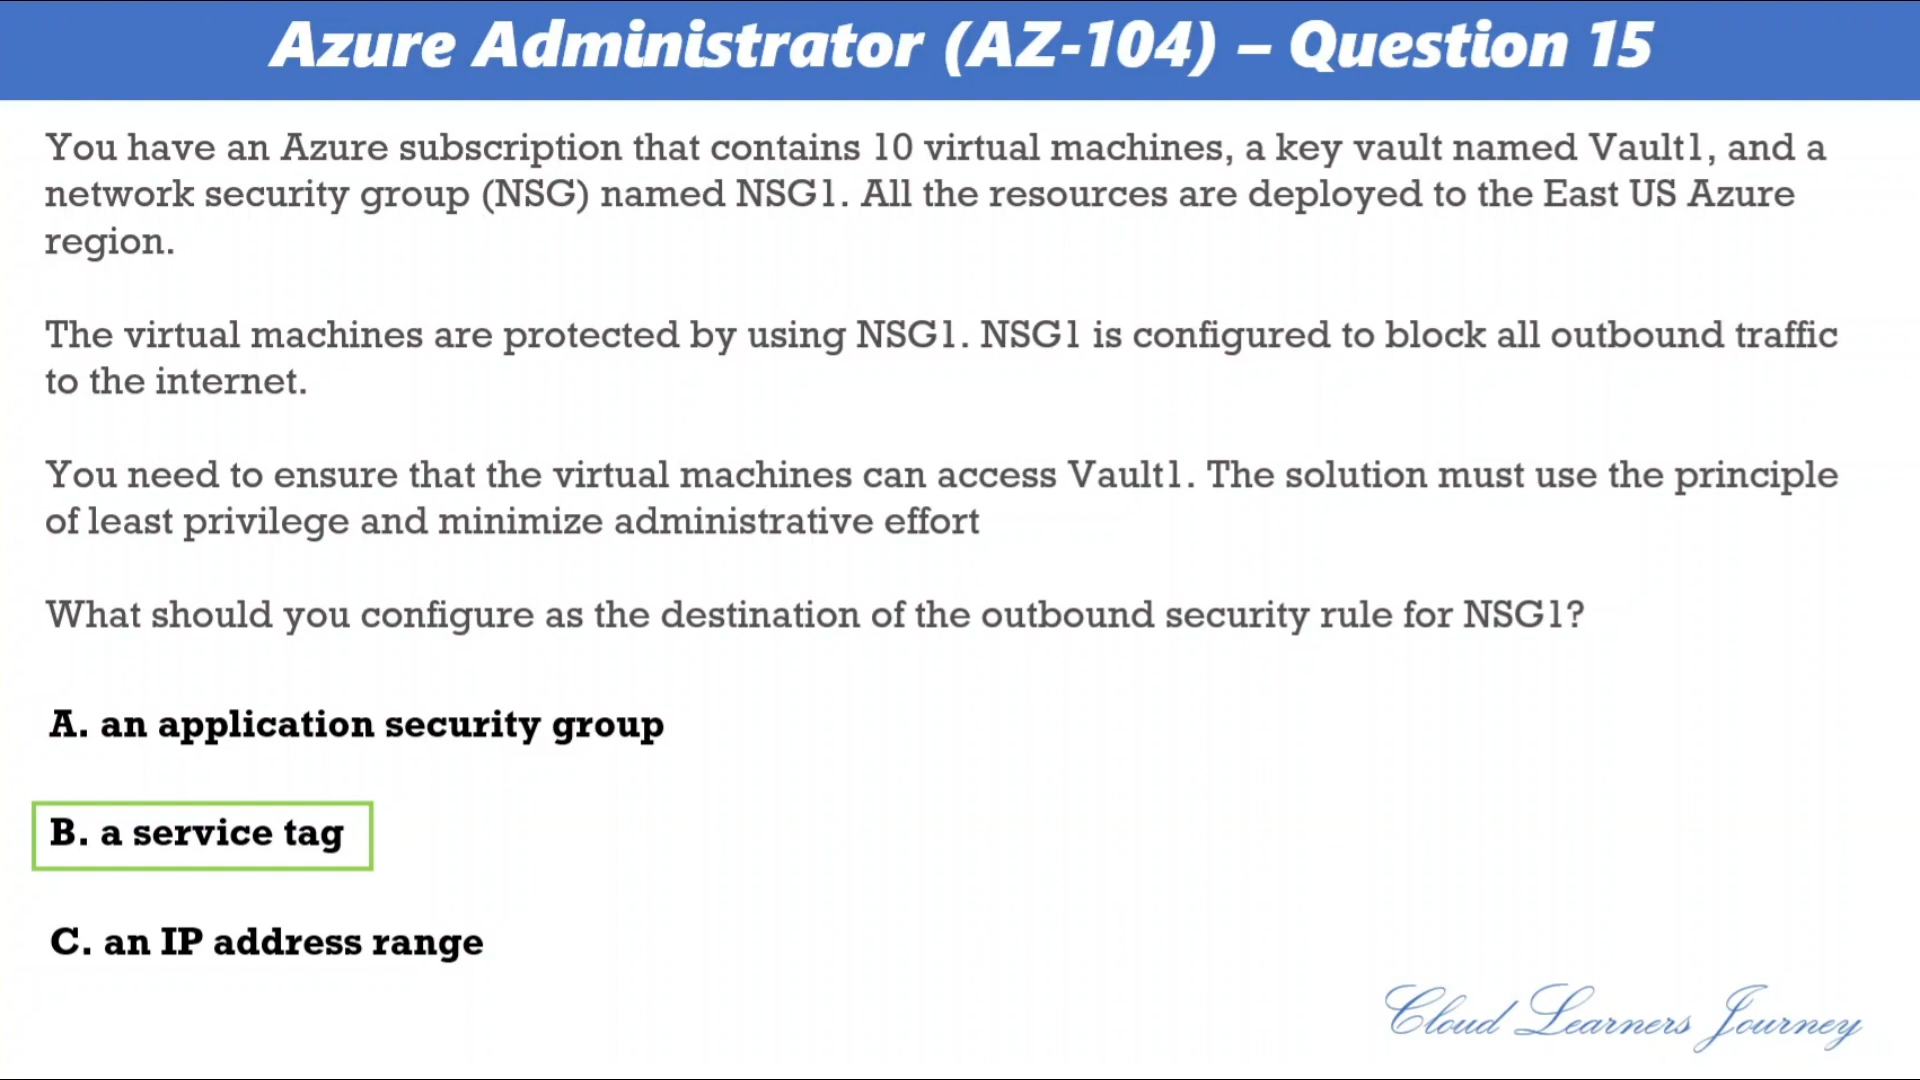 Azure Administrator (AZ-104) – Question 15
You have an Azure subscription that contains 10 virtual machines, a key vault named Vault1, and a
network security group (NSG) named NSG1. All the resources are deployed to the East US Azure
region.
The virtual machines are protected by using NSG1. NSG1 is configured to block all outbound traffic
to the internet.
You need to ensure that the virtual machines can access Vault1. The solution must use the principle
of least privilege and minimize administrative effort
What should you configure as the destination of the outbound security rule for NSG1?
A. an application security group
B. a service tag
C. an IP address range
Cloud Learners Journey